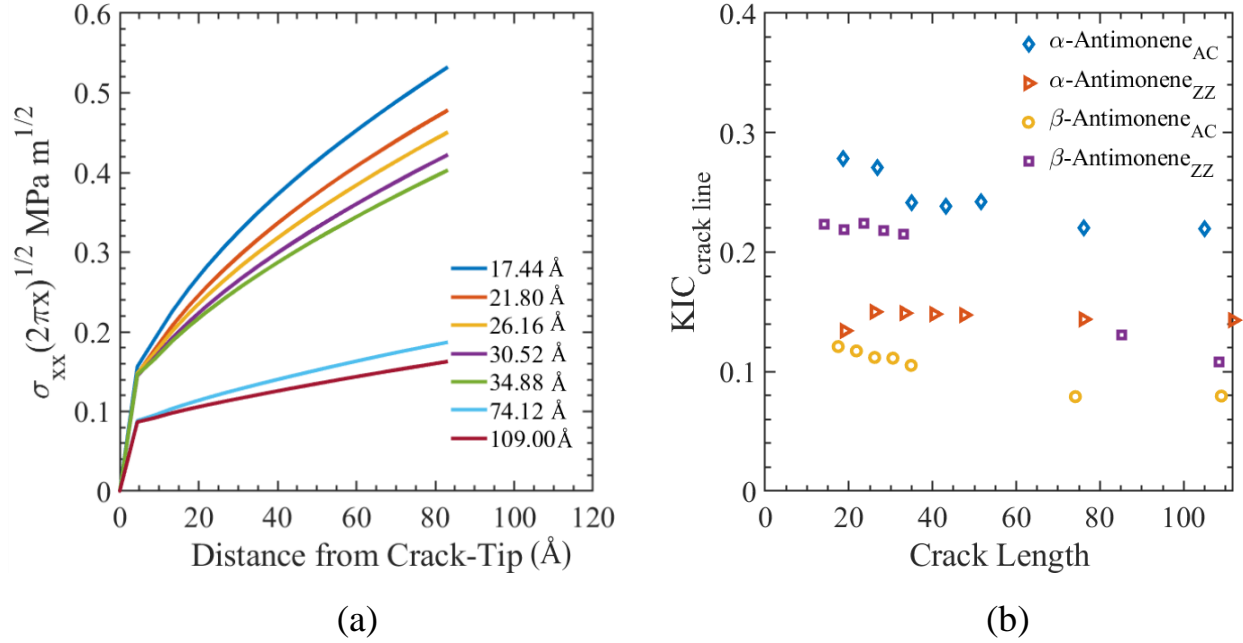 0.6
0.5
0.4
0.3
0.2
0.1
0
0 20 40 60 80 100 120
σxx(2πx)1/2 MPa m1/2
Distance from Crack-Tip (Å)
17.44 Å
21.80 Å
26.16 Å
30.52 Å
34.88 Å
74.12 Å
109.00Å
(a)
0.4
0.3
0.2
0.1
0
0 20 40 60 80 100
KICcrack line
Crack Length
α-AntimoneneAC
α-AntimoneneZZ
β-AntimoneneAC
β-AntimoneneZZ
(b)